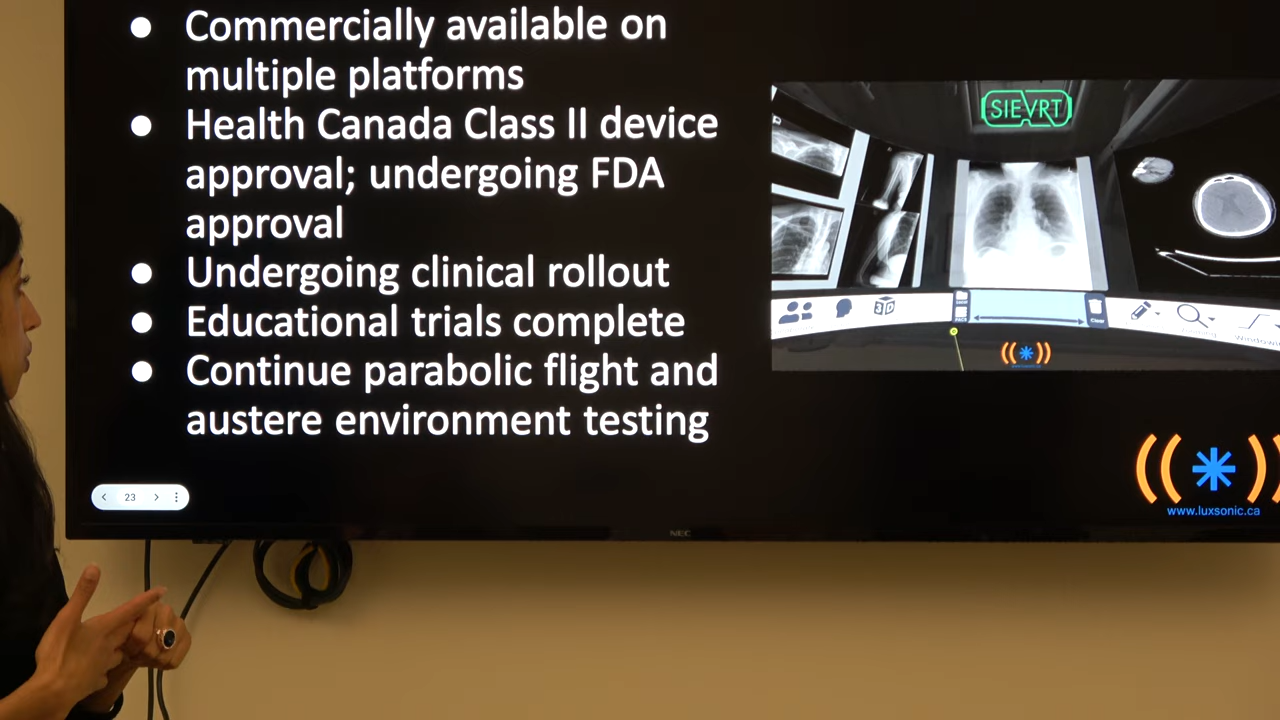 ● Commercially available on
multiple platforms
● Health Canada Class II device
approval; undergoing FDA
approval
● Undergoing clinical rollout
● Educational trials complete
● Continue parabolic flight and
austere environment testing
SIEVRT
3D
Clear
23
www.luxsonic.ca
NEC